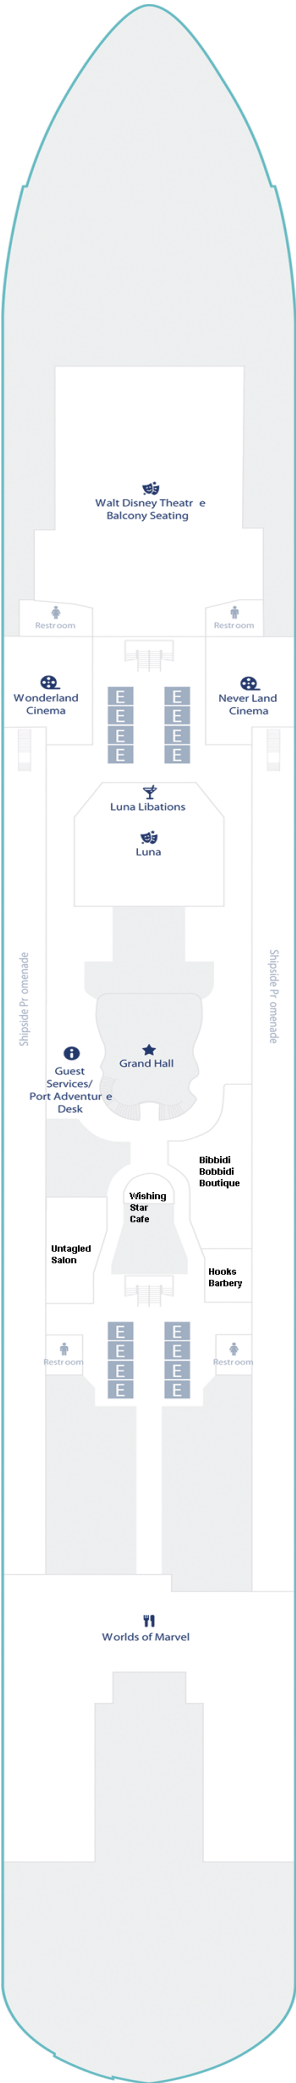 Walt Disney Theatr e
Balcony Seating
Restroom
Restroom
Wonderland
Cinema
Never Land
Cinema
E E
E E
E E
E E
Luna Libations
Luna
Shipside Pr omenade
Shipside Pr omenade
Grand Hall
Guest
Services/
Port Adventur e
Desk
Bibbidi
Bobbidi
Boutique
Wishing
Star
Cafe
Untagled
Salon
Hooks
Barbery
E E
E E
E E
E E
Restroom
Restroom
Worlds of Marvel